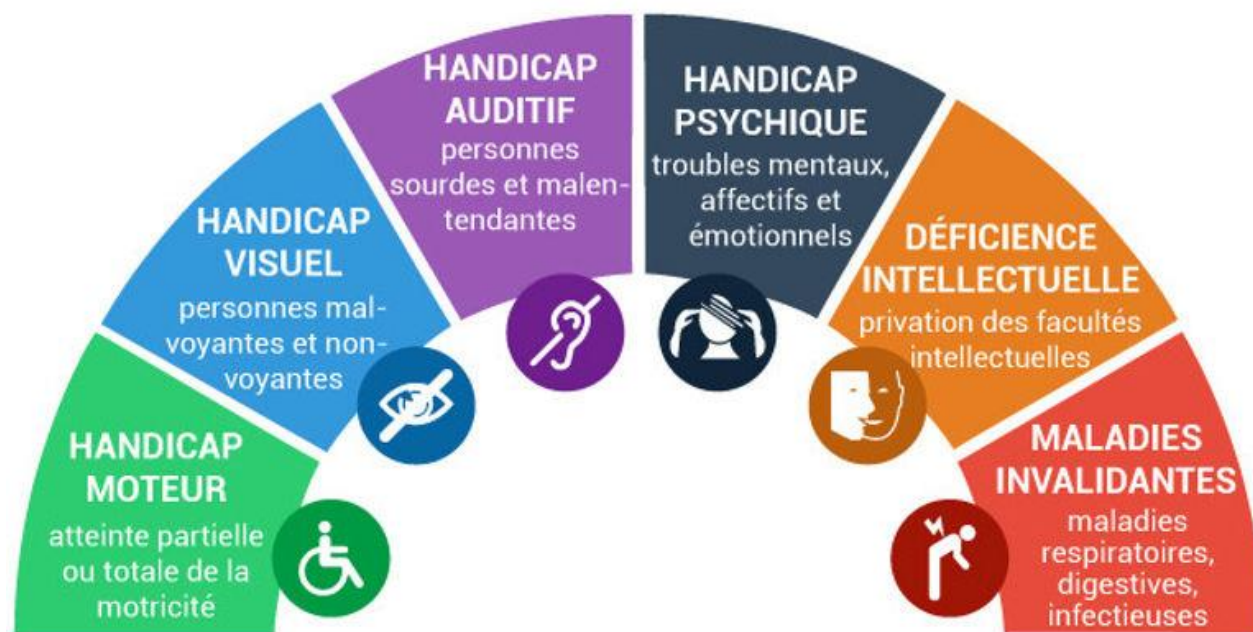 HANDICAP
MOTEUR
atteinte partielle
ou totale de la
motricité
HANDICAP
VISUEL
personnes mal-
voyantes et non-
voyantes
HANDICAP
AUDITIF
personnes
sourdes et malen-
tendantes
HANDICAP
PSYCHIQUE
troubles mentaux,
affectifs et
émotionnels
DÉFICIENCE
INTELLECTUELLE
privation des facultés
intellectuelles
MALADIES
INVALIDANTES
maladies
respiratoires,
digestives,
infectieuses